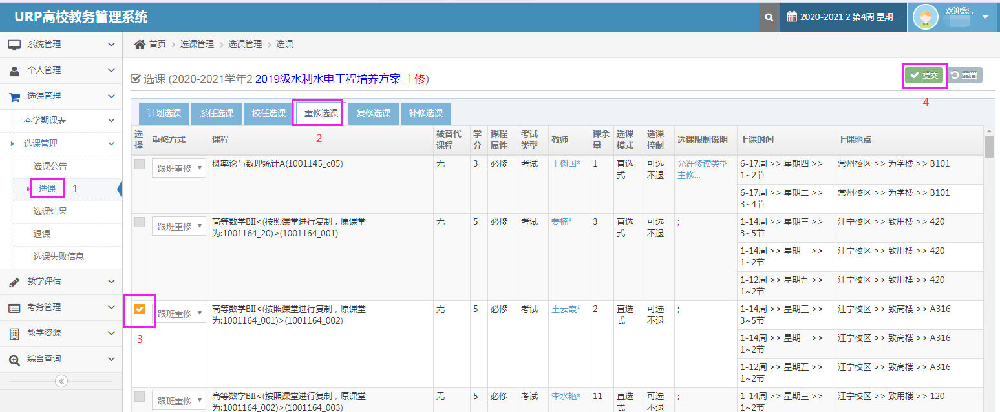 URP高校教务管理系统
2020-2021 2 第4周 星期一
欢迎您，
系统管理
个人管理
选课管理
本学期课表
选课管理
选课公告
选课
1
选课结果
退课
选课失败信息
教学评估
考务管理
教学资源
综合查询
首页 > 选课管理 > 选课管理 > 选课
选课 (2020-2021学年2 2019级水利水电工程培养方案 主修)
提交
重置
4
计划选课
系任选课
校任选课
重修选课
复修选课
补修选课
2
选
择
重修方式
课程
被替代
课程
学
分
课程
属性
考试
类型
教师
课余
量
选课
模式
选课
控制
选课限制说明
上课时间
上课地点
跟班重修
概率论与数理统计A(1001145_c05)
无
3
必修
考试
王树国*
1
直选
式
可选
不退
允许修读类型
主修...
6-17周 >> 星期四 >>
1~2节
常州校区 >> 为学楼 >> B101
6-17周 >> 星期二 >>
3~4节
常州校区 >> 为学楼 >> B101
跟班重修
高等数学BII<(按照课堂进行复制，原课堂
为:1001164_20)>(1001164_001)
无
5
必修
考试
姜楠*
3
直选
式
可选
不退
;
1-14周 >> 星期三 >>
3~5节
江宁校区 >> 致用楼 >> 420
1-14周 >> 星期一 >>
1~2节
江宁校区 >> 致用楼 >> 420
1-12周 >> 星期五 >>
1~2节
江宁校区 >> 致用楼 >> 420
3
跟班重修
高等数学BII<(按照课堂进行复制，原课堂
为:1001164_001)>(1001164_002)
无
5
必修
考试
王云霞*
2
直选
式
可选
不退
;
1-14周 >> 星期三 >>
3~5节
江宁校区 >> 致高楼 >> A316
1-14周 >> 星期一 >>
1~2节
江宁校区 >> 致高楼 >> A316
1-12周 >> 星期五 >>
1~2节
江宁校区 >> 致高楼 >> A316
跟班重修
高等数学BII<(按照课堂进行复制，原课堂
为:1001164_002)>(1001164_003)
无
5
必修
考试
李水艳*
11
直选
式
可选
不退
;
1-14周 >> 星期三 >>
1~2节
江宁校区 >> 致用楼 >> 120